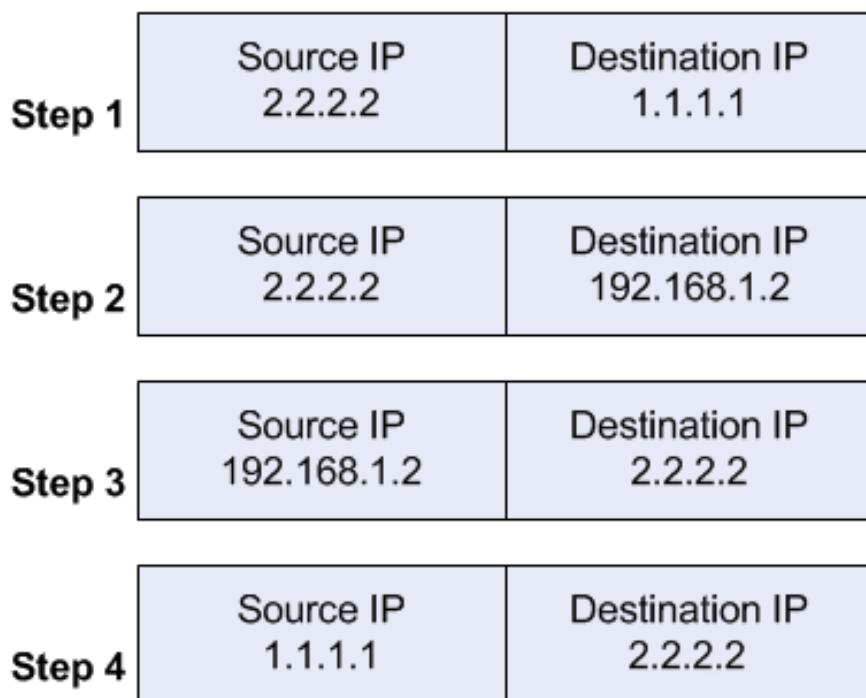 Source IP Destination IP
Step 1 2.2.2.2 1.1.1.1
Source IP Destination IP
Step 2 2.2.2.2 192.168.1.2
Source IP Destination IP
Step 3 192.168.1.2 2.2.2.2
Source IP Destination IP
Step 4 1.1.1.1 2.2.2.2